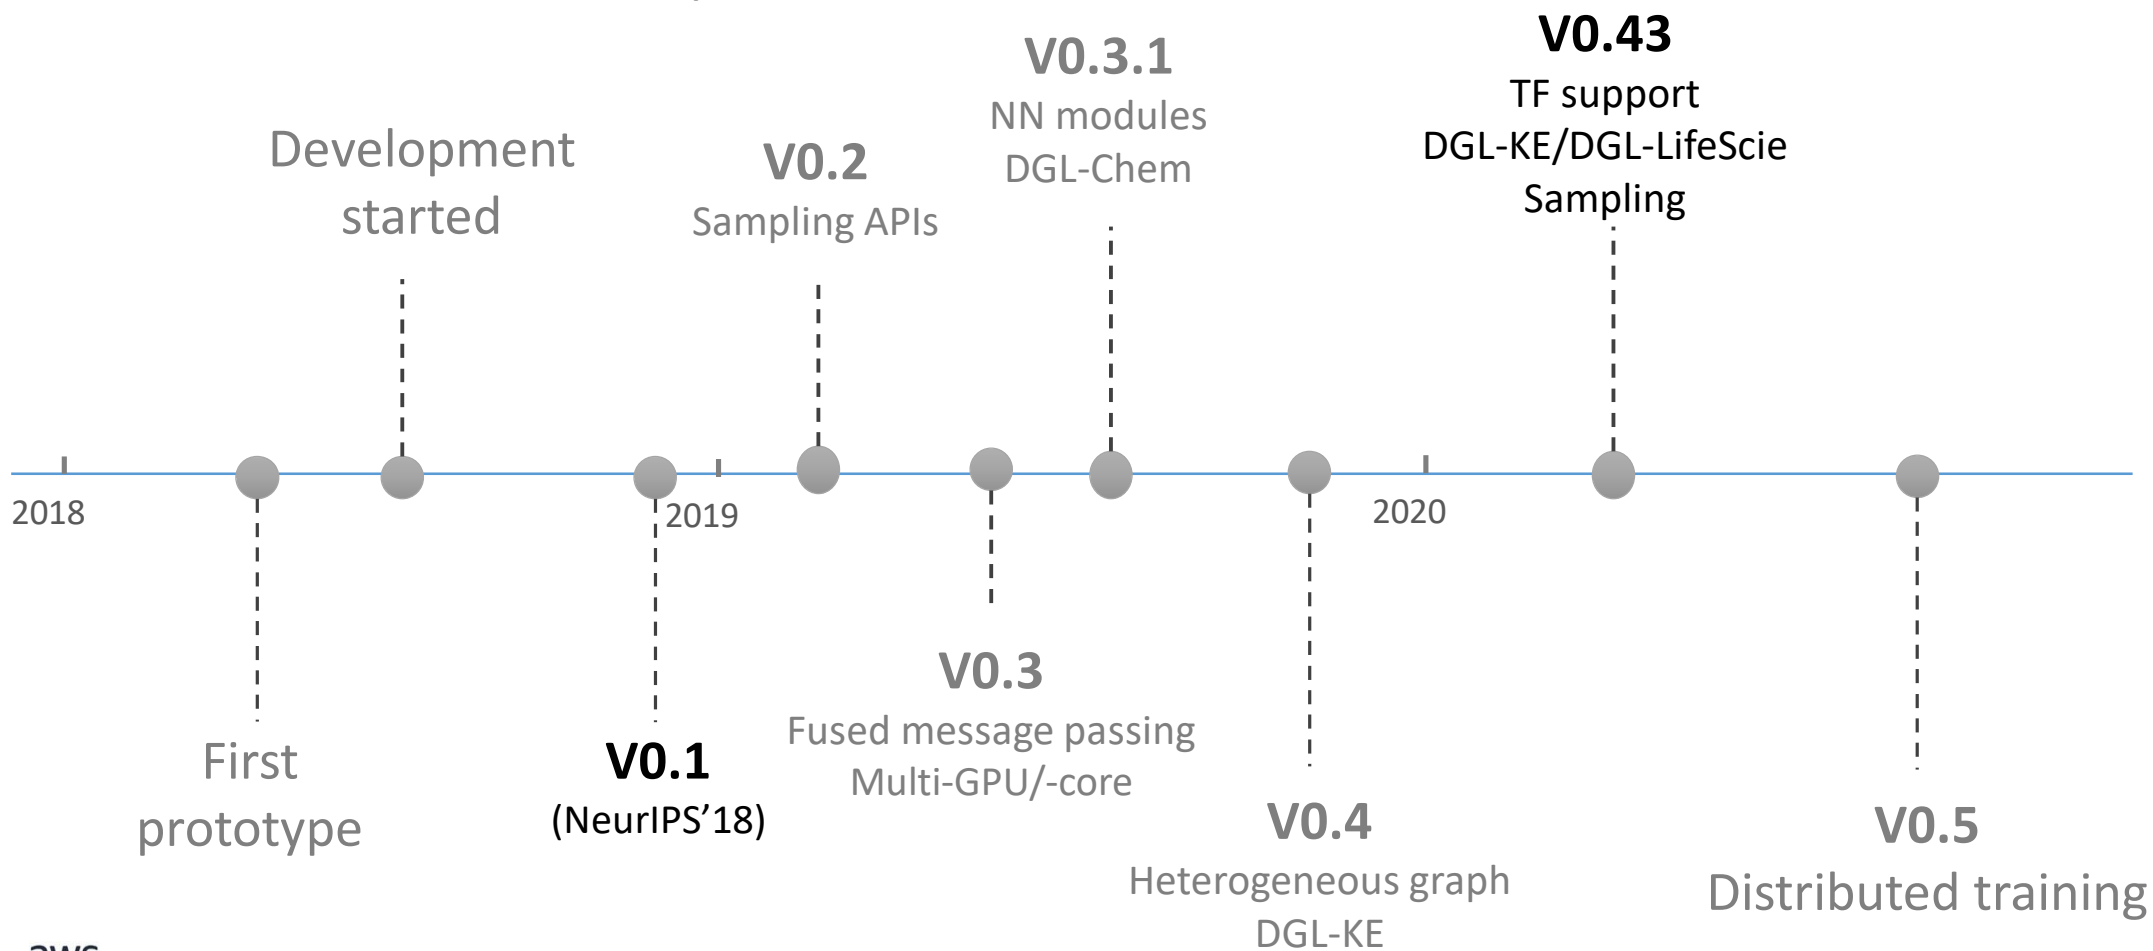 V0.43
TF support
DGL-KE/DGL-LifeScie
Sampling
V0.3.1
NN modules
DGL-Chem
Development
started
V0.2
Sampling APIs
2018
2019
2020
First
prototype
V0.1
(NeurIPS’18)
V0.3
Fused message passing
Multi-GPU/-core
V0.4
Heterogeneous graph
DGL-KE
V0.5
Distributed training
aws